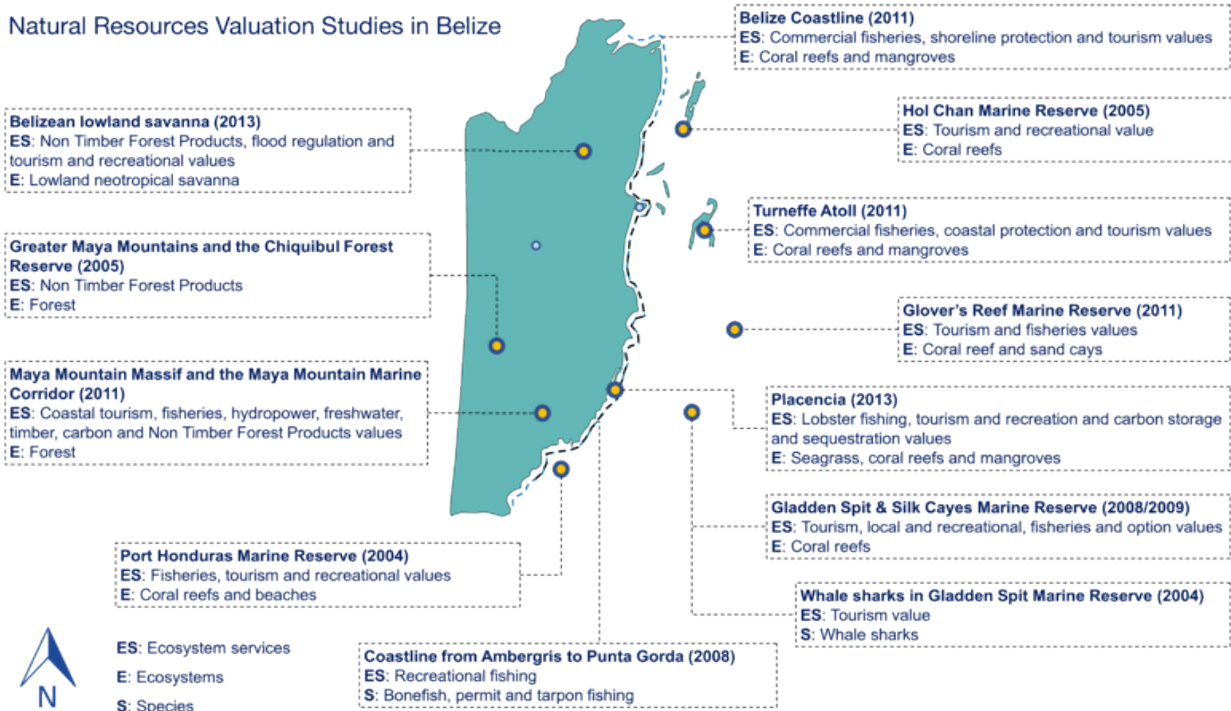 Natural Resources Valuation Studies in Belize
Belize Coastline (2011)
ES: Commercial fisheries, shoreline protection and tourism values
E: Coral reefs and mangroves
Belizean lowland savanna (2013)
ES: Non Timber Forest Products, flood regulation and
tourism and recreational values
E: Lowland neotropical savanna
Hol Chan Marine Reserve (2005)
ES: Tourism and recreational value
E: Coral reefs
Turneffe Atoll (2011)
ES: Commercial fisheries, coastal protection and tourism values
E: Coral reefs and mangroves
Greater Maya Mountains and the Chiquibul Forest
Reserve (2005)
ES: Non Timber Forest Products
E: Forest
Glover's Reef Marine Reserve (2011)
ES: Tourism and fisheries values
E: Coral reef and sand cays
Maya Mountain Massif and the Maya Mountain Marine
Corridor (2011)
ES: Coastal tourism, fisheries, hydropower, freshwater,
timber, carbon and Non Timber Forest Products values
E: Forest
Placencia (2013)
ES: Lobster fishing, tourism and recreation and carbon storage
and sequestration values
E: Seagrass, coral reefs and mangroves
Gladden Spit & Silk Cayes Marine Reserve (2008/2009)
ES: Tourism, local and recreational, fisheries and option values
E: Coral reefs
Port Honduras Marine Reserve (2004)
ES: Fisheries, tourism and recreational values
E: Coral reefs and beaches
Whale sharks in Gladden Spit Marine Reserve (2004)
ES: Tourism value
S: Whale sharks
Coastline from Ambergris to Punta Gorda (2008)
ES: Recreational fishing
S: Bonefish, permit and tarpon fishing
N
ES: Ecosystem services
E: Ecosystems
S: Species